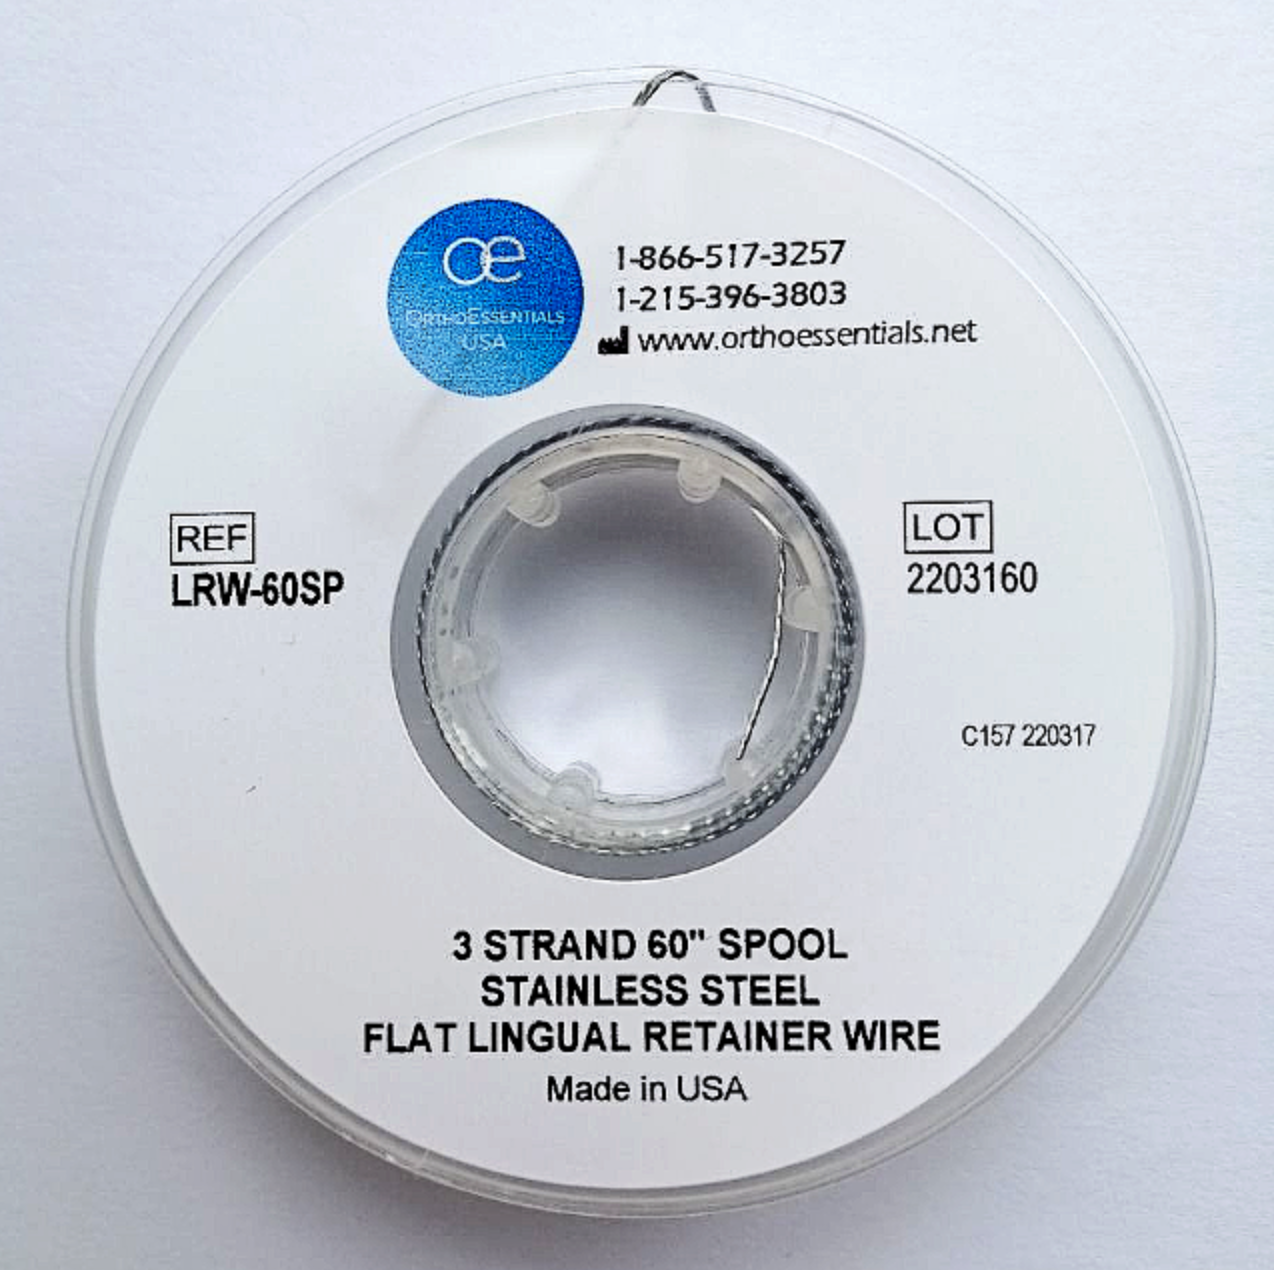 oe
ORTHOESSENTIALS
USA
1-866-517-3257
1-215-396-3803
www.orthoessentials.net
REF
LRW-60SP
LOT
2203160
C157 220317
3 STRAND 60" SPOOL
STAINLESS STEEL
FLAT LINGUAL RETAINER WIRE
Made in USA